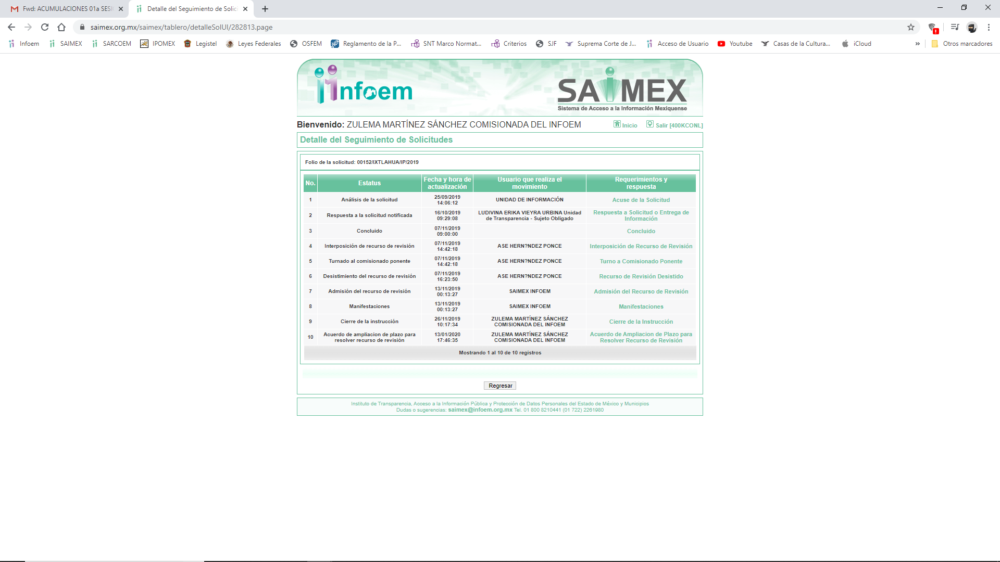 Fwd: ACUMULACIONES 01a SESI
Detalle del Seguimiento de Solic
saimex.org.mx/saimex/tablero/detalleSolUI/282813.page
Infoem SAIMEX SARCOEM IPOMEX Legistel Leyes Federales OSFEM Reglamento de la P... SNT Marco Normat... Criterios SJF Suprema Corte de J... Acceso de Usuario Youtube Casas de la Cultura... iCloud » Otros marcadores
infoem
SAIMEX
Sistema de Acceso a la Información Mexiquense
Bienvenido: ZULEMA MARTÍNEZ SÁNCHEZ COMISIONADA DEL INFOEM Inicio Salir [400KCONL]
Detalle del Seguimiento de Solicitudes
Folio de la solicitud: 00152/IXTLAHUA/IP/2019
No. Estatus Fecha y hora de actualización Usuario que realiza el movimiento Requerimientos y respuesta
1 Análisis de la solicitud 25/09/2019 14:06:12 UNIDAD DE INFORMACIÓN Acuse de la Solicitud
2 Respuesta a la solicitud notificada 16/10/2019 09:29:08 LUDIVINA ERIKA VIEYRA URBINA Unidad de Transparencia - Sujeto Obligado Respuesta a Solicitud o Entrega de Información
3 Concluido 07/11/2019 09:00:00 Concluido
4 Interposición de recurso de revisión 07/11/2019 14:42:18 ASE HERN?NDEZ PONCE Interposición de Recurso de Revisión
5 Turnado al comisionado ponente 07/11/2019 14:42:18 ASE HERN?NDEZ PONCE Turno a Comisionado Ponente
6 Desistimiento del recurso de revisión 07/11/2019 16:23:50 ASE HERN?NDEZ PONCE Recurso de Revisión Desistido
7 Admisión del recurso de revisión 13/11/2019 00:13:27 SAIMEX INFOEM Admisión del Recurso de Revisión
8 Manifestaciones 13/11/2019 00:13:27 SAIMEX INFOEM Manifestaciones
9 Cierre de la instrucción 26/11/2019 10:17:34 ZULEMA MARTÍNEZ SÁNCHEZ COMISIONADA DEL INFOEM Cierre de la Instrucción
10 Acuerdo de ampliacion de plazo para resolver recurso de revisión 13/01/2020 17:46:35 ZULEMA MARTÍNEZ SÁNCHEZ COMISIONADA DEL INFOEM Acuerdo de Ampliacion de Plazo para Resolver Recurso de Revisión
Mostrando 1 al 10 de 10 registros
Regresar
Instituto de Transparencia, Acceso a la Información Pública y Protección de Datos Personales del Estado de México y Municipios
Dudas o sugerencias: saimex@infoem.org.mx Tel. 01 800 8210441 (01 722) 2261980